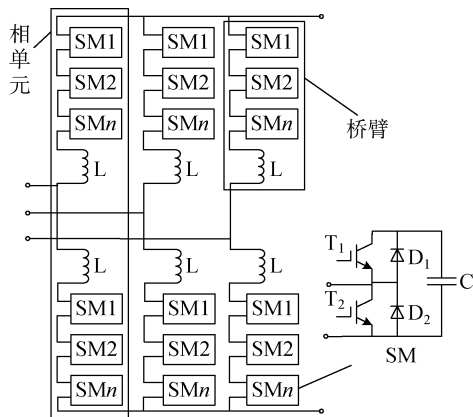 相单元
SM1 SM1 SM1
SM2 SM2 SM2
SMn SMn SMn
桥臂
L L L
L L L
SM1 SM1 SM1
SM2 SM2 SM2
SMn SMn SMn
T1
D1
C
T2
D2
SM